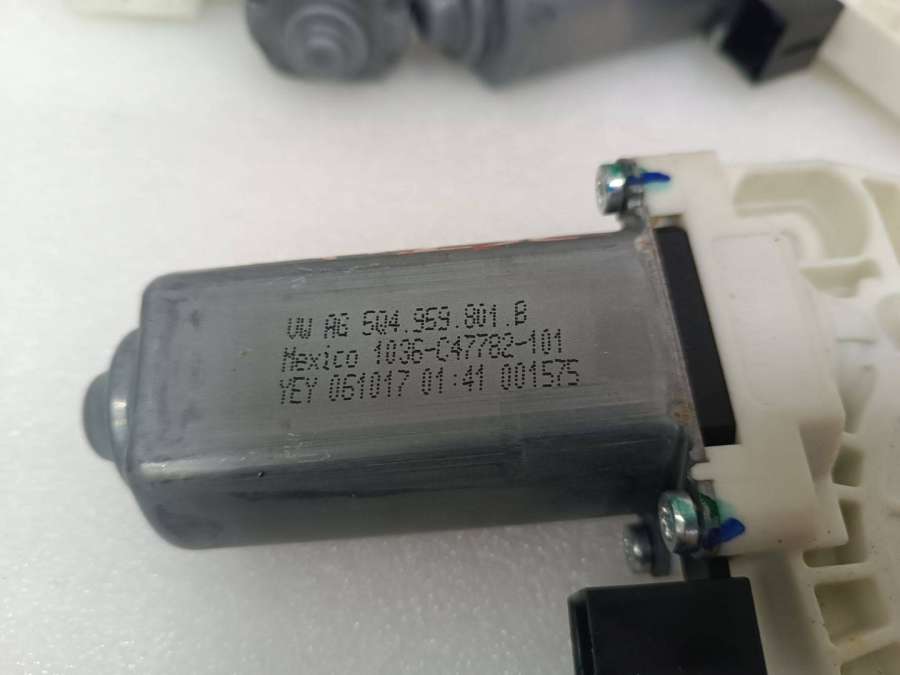 VW AG 5Q4.959.801.B
Mexico 1036-C47782-101
YEY 061017 01:41 001575